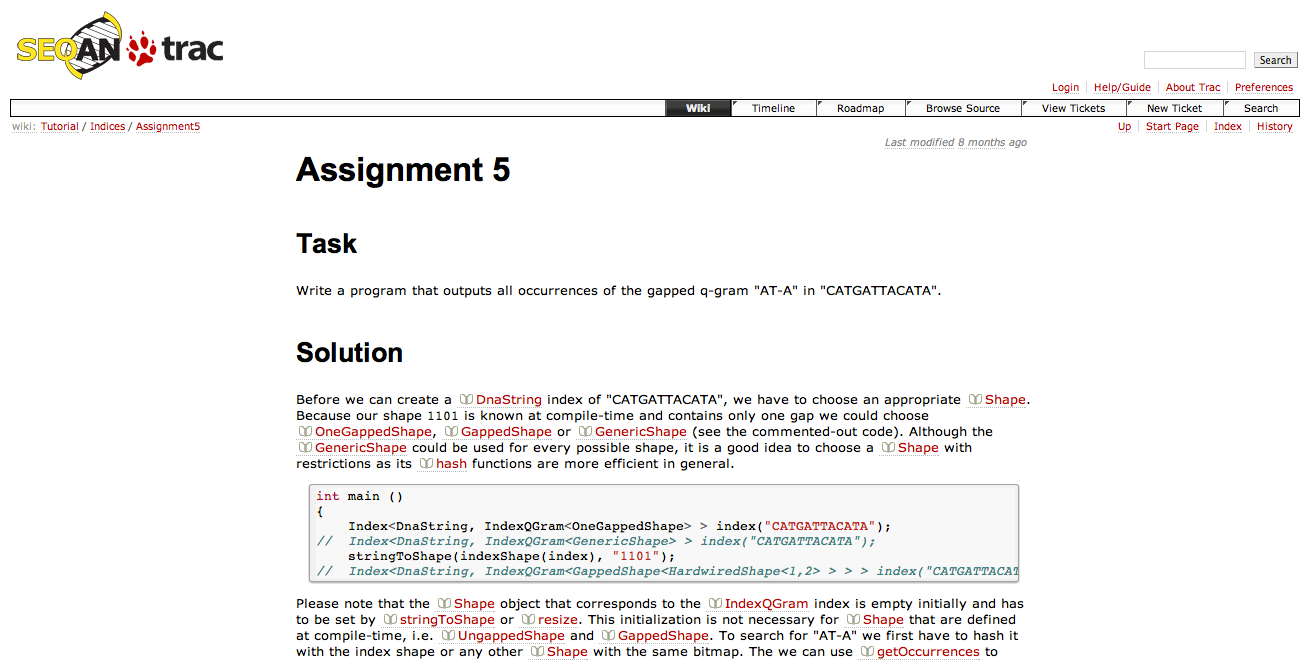 SEQAN trac
Search
Login Help/Guide About Trac Preferences
Wiki Timeline Roadmap Browse Source View Tickets New Ticket Search
wiki: Tutorial / Indices / Assignment5
Up Start Page Index History
Last modified 8 months ago
Assignment 5
Task
Write a program that outputs all occurrences of the gapped q-gram "AT-A" in "CATGATTACATA".
Solution
Before we can create a DnaString index of "CATGATTACATA", we have to choose an appropriate Shape.
Because our shape 1101 is known at compile-time and contains only one gap we could choose
OneGappedShape, GappedShape or GenericShape (see the commented-out code). Although the
GenericShape could be used for every possible shape, it is a good idea to choose a Shape with
restrictions as its hash functions are more efficient in general.
int main ()
{
    Index<DnaString, IndexQGram<OneGappedShape> > index("CATGATTACATA");
//  Index<DnaString, IndexQGram<GenericShape> > index("CATGATTACATA");
    stringToShape(indexShape(index), "1101");
//  Index<DnaString, IndexQGram<GappedShape<HardwiredShape<1,2> > > > index("CATGATTACAT
Please note that the Shape object that corresponds to the IndexQGram index is empty initially and has
to be set by stringToShape or resize. This initialization is not necessary for Shape that are defined
at compile-time, i.e. UngappedShape and GappedShape. To search for "AT-A" we first have to hash it
with the index shape or any other Shape with the same bitmap. The we can use getOccurrences to